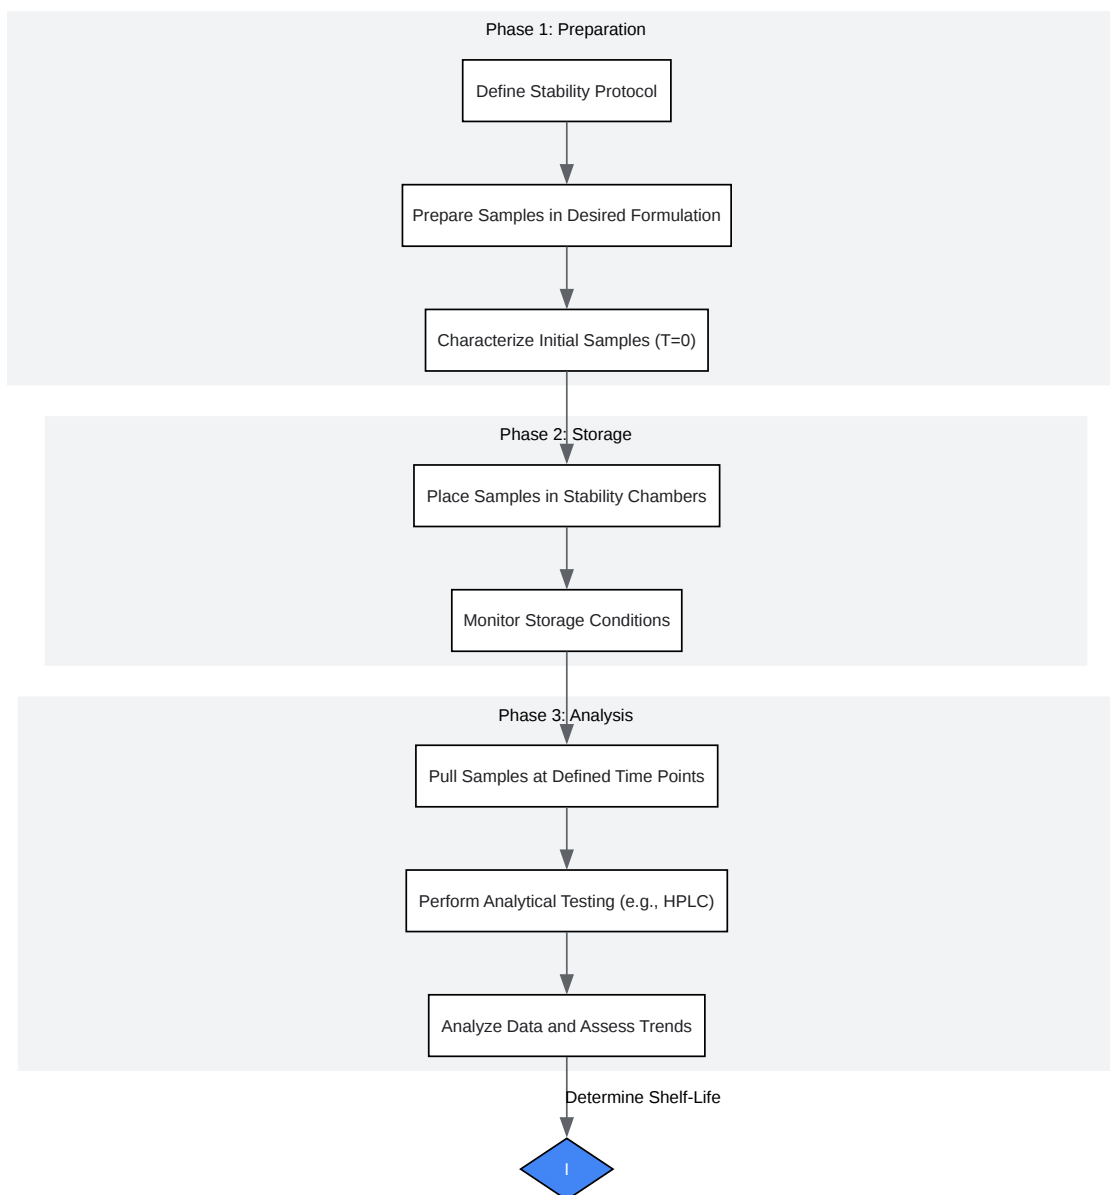 Phase 1: Preparation
Define Stability Protocol
Prepare Samples in Desired Formulation
Characterize Initial Samples (T=0)
Phase 2: Storage
Place Samples in Stability Chambers
Monitor Storage Conditions
Phase 3: Analysis
Pull Samples at Defined Time Points
Perform Analytical Testing (e.g., HPLC)
Analyze Data and Assess Trends
Determine Shelf-Life
I